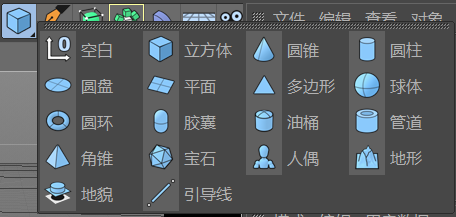 文件 编辑 查看 对象
空白 立方体 圆锥 圆柱
圆盘 平面 多边形 球体
圆环 胶囊 油桶 管道
角锥 宝石 人偶 地形
地貌 引导线